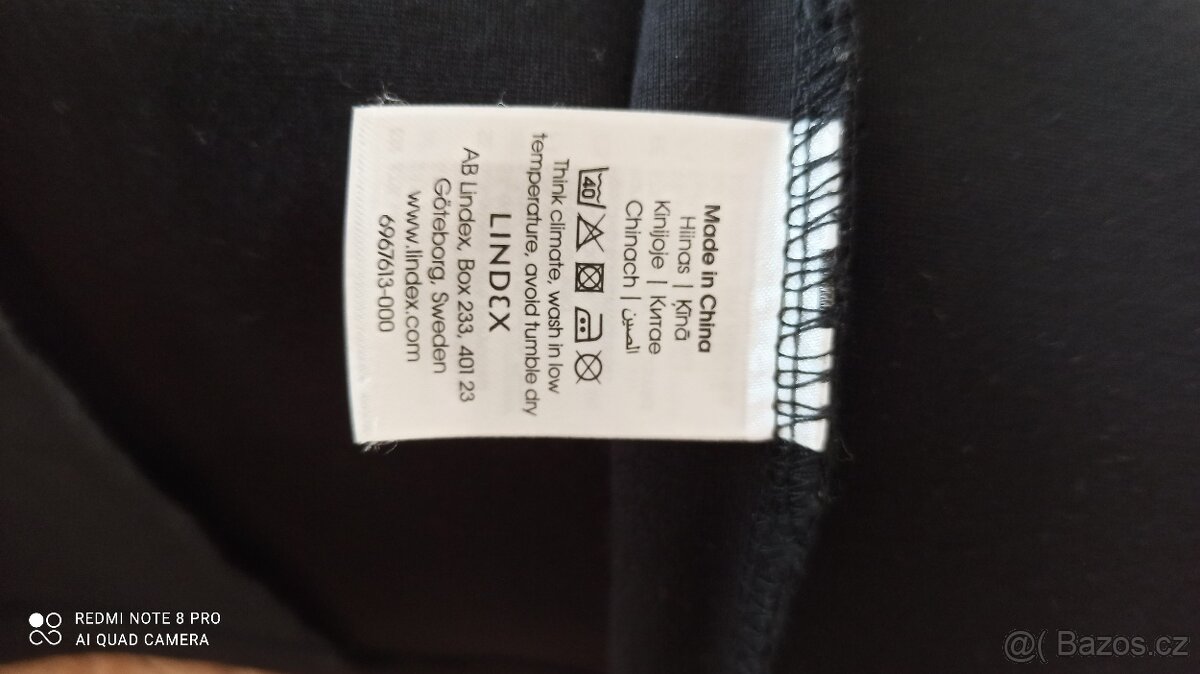 Made in China
Hiinas | Ķīnā
Kinijoje | Китае
Chinach | الصين
40
Think climate, wash in low
temperature, avoid tumble dry
LINDEX
AB Lindex, Box 233, 401 23
Göteborg, Sweden
www.lindex.com
6967613-000
REDMI NOTE 8 PRO
AI QUAD CAMERA
@( Bazos.cz